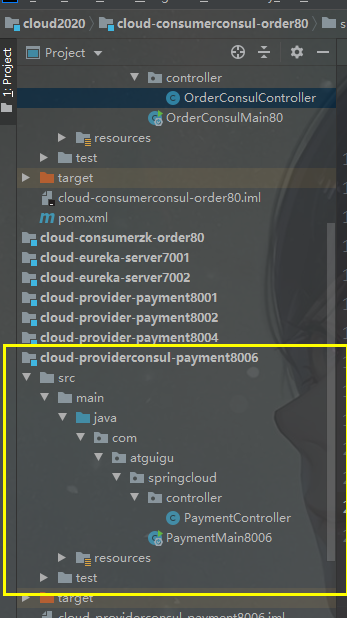 cloud2020 cloud-consumerconsul-order80
1: Project
Project
controller
OrderConsulController
OrderConsulMain80
resources
test
target
cloud-consumerconsul-order80.iml
pom.xml
cloud-consumerzk-order80
cloud-eureka-server7001
cloud-eureka-server7002
cloud-provider-payment8001
cloud-provider-payment8002
cloud-provider-payment8004
cloud-providerconsul-payment8006
src
main
java
com
atguigu
springcloud
controller
PaymentController
PaymentMain8006
resources
test
target
cloud-providerconsul-payment8006.iml